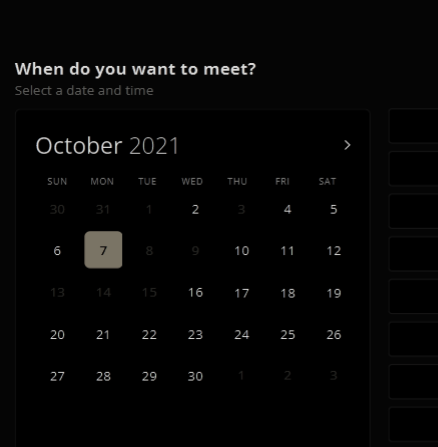 When do you want to meet?
Select a date and time
October 2021
SUN MON TUE WED THU FRI SAT
30 31 1 2 3 4 5
6 7 8 9 10 11 12
13 14 15 16 17 18 19
20 21 22 23 24 25 26
27 28 29 30 1 2 3